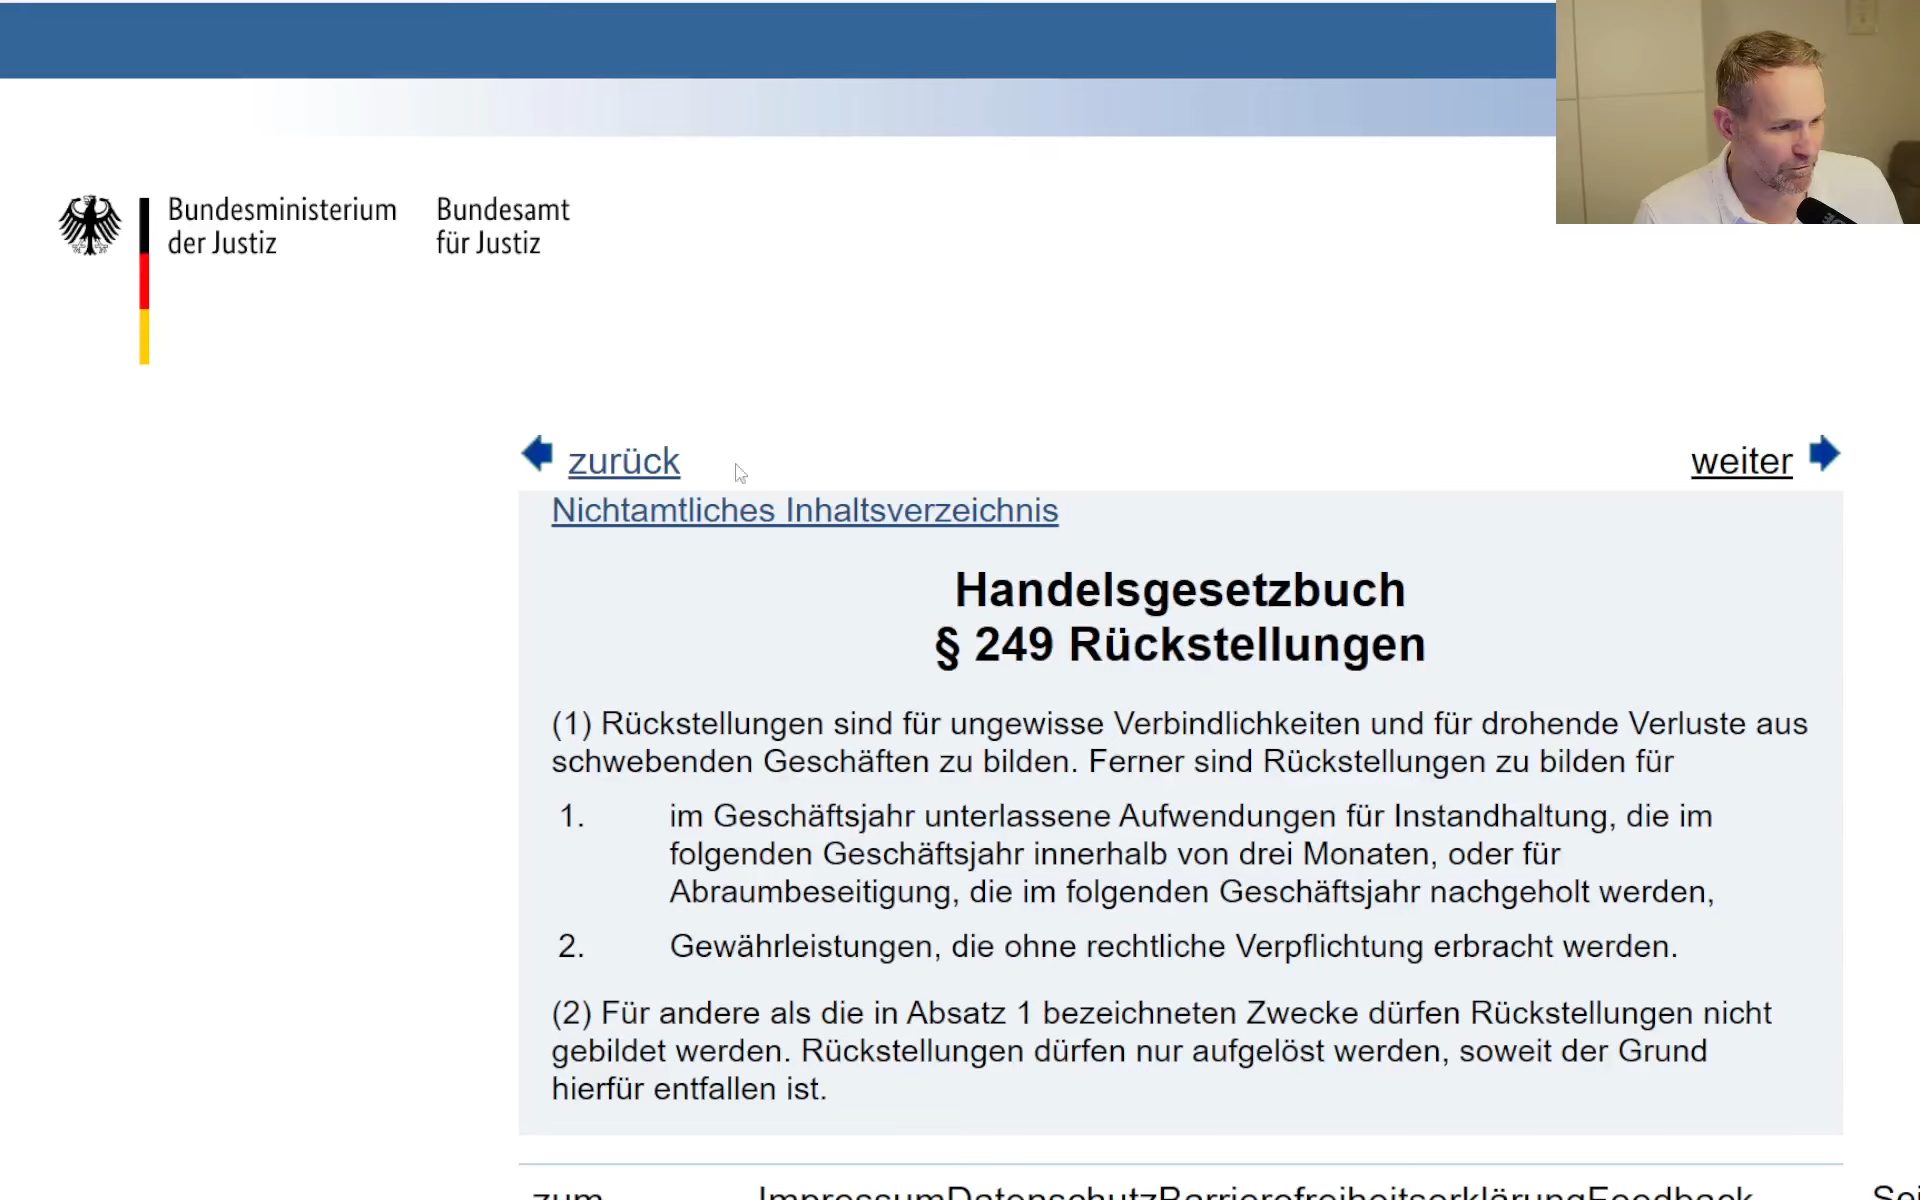 Bundesministerium
der Justiz
Bundesamt
für Justiz
zurück
weiter
Nichtamtliches Inhaltsverzeichnis
Handelsgesetzbuch
§ 249 Rückstellungen
(1) Rückstellungen sind für ungewisse Verbindlichkeiten und für drohende Verluste aus
schwebenden Geschäften zu bilden. Ferner sind Rückstellungen zu bilden für
1. im Geschäftsjahr unterlassene Aufwendungen für Instandhaltung, die im
folgenden Geschäftsjahr innerhalb von drei Monaten, oder für
Abraumbeseitigung, die im folgenden Geschäftsjahr nachgeholt werden,
2. Gewährleistungen, die ohne rechtliche Verpflichtung erbracht werden.
(2) Für andere als die in Absatz 1 bezeichneten Zwecke dürfen Rückstellungen nicht
gebildet werden. Rückstellungen dürfen nur aufgelöst werden, soweit der Grund
hierfür entfallen ist.
zum ImpressumDatenschutzBarrierefreiheitserklärungFeedback